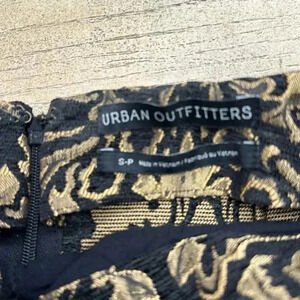 URBAN OUTFITTERS
S-P Made in Vietnam / Fabriqué au Vietnam